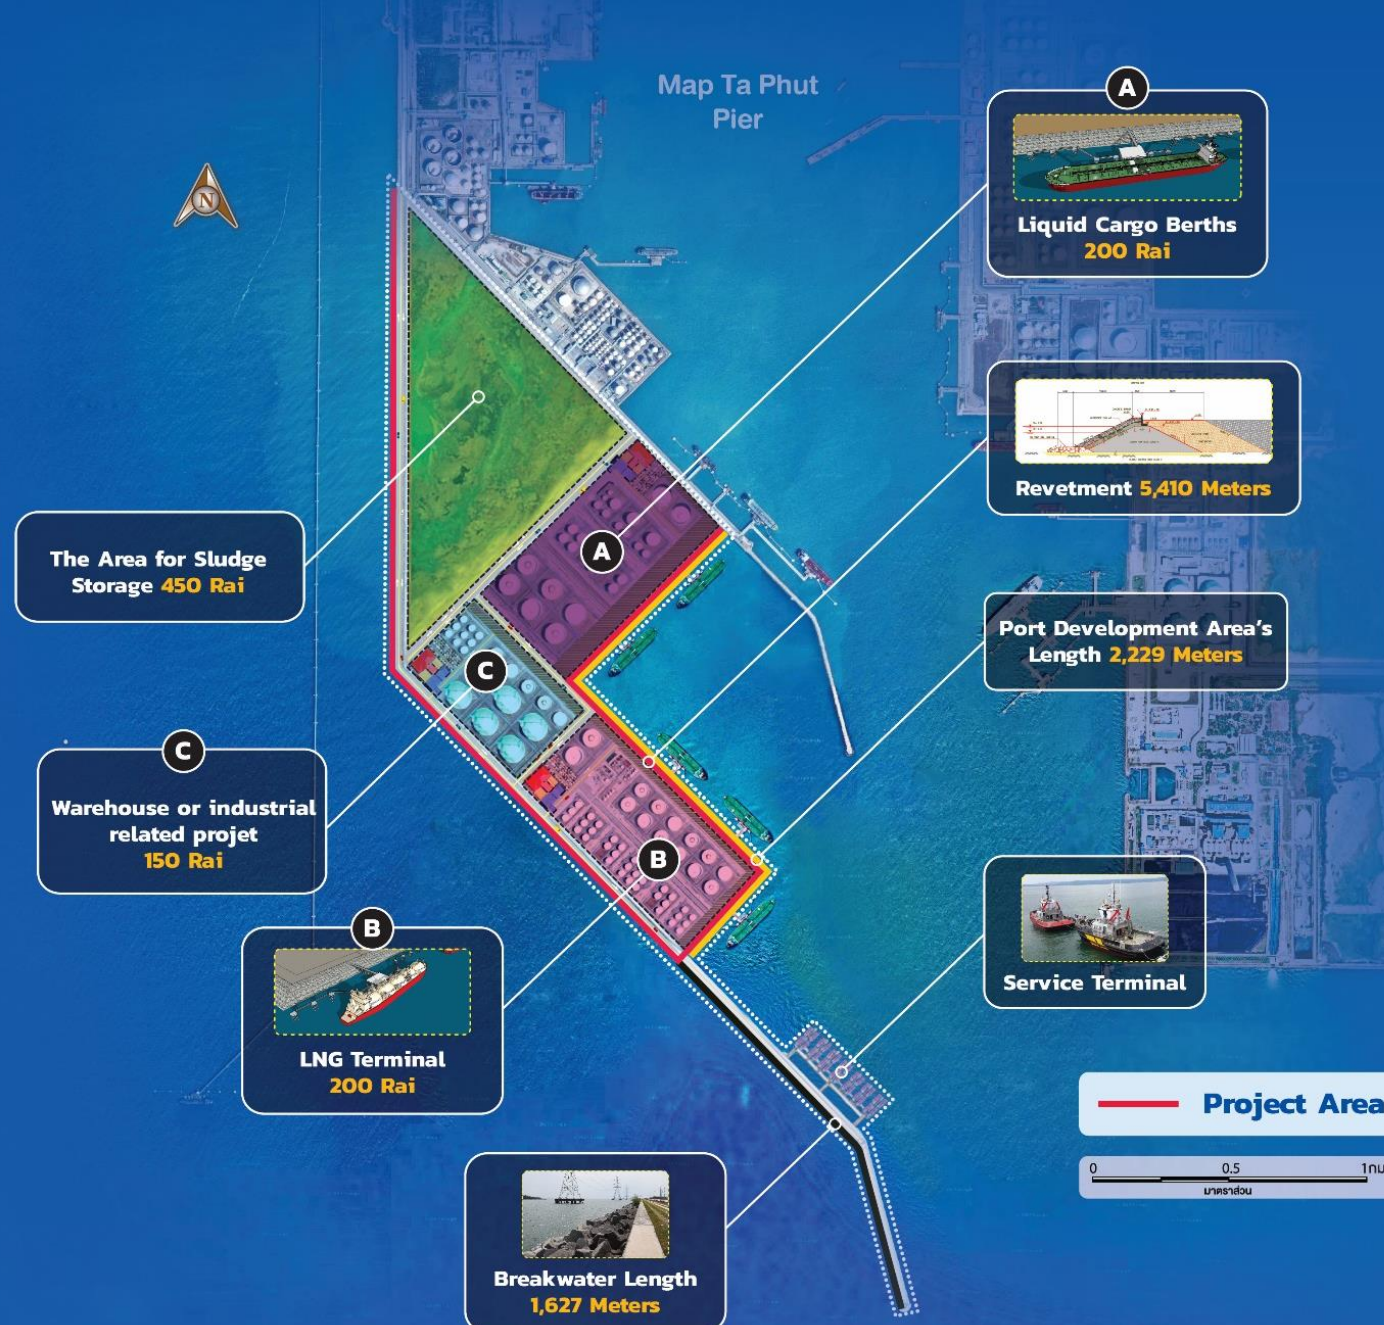 Map Ta Phut
Pier
N
A
Liquid Cargo Berths
200 Rai
Revetment 5,410 Meters
The Area for Sludge
Storage 450 Rai
A
Port Development Area's
Length 2,229 Meters
C
C
Warehouse or industrial
related projet
150 Rai
B
B
LNG Terminal
200 Rai
Service Terminal
Project Area
0 0.5 1กม
มาตราส่วน
Breakwater Length
1,627 Meters